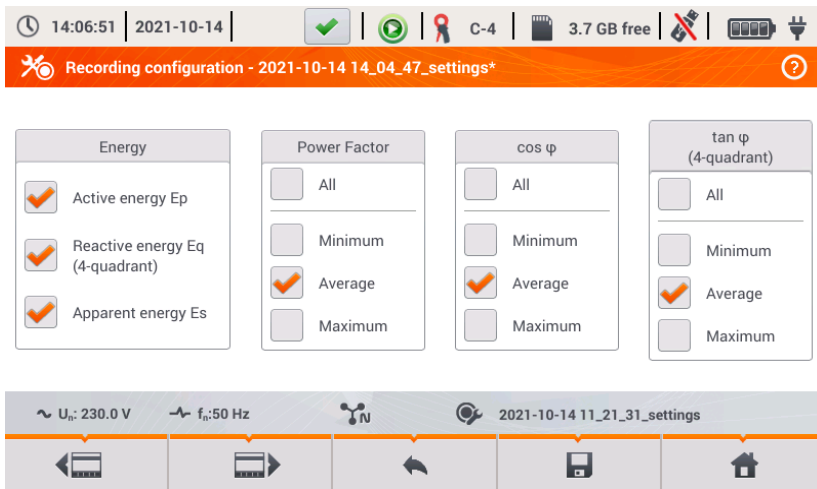 14:06:51 2021-10-14 C-4 3.7 GB free
Recording configuration - 2021-10-14 14_04_47_settings* ?
Energy
Active energy Ep
Reactive energy Eq
(4-quadrant)
Apparent energy Es
Power Factor
All
Minimum
Average
Maximum
cos φ
All
Minimum
Average
Maximum
tan φ
(4-quadrant)
All
Minimum
Average
Maximum
Un: 230.0 V fn:50 Hz N 2021-10-14 11_21_31_settings